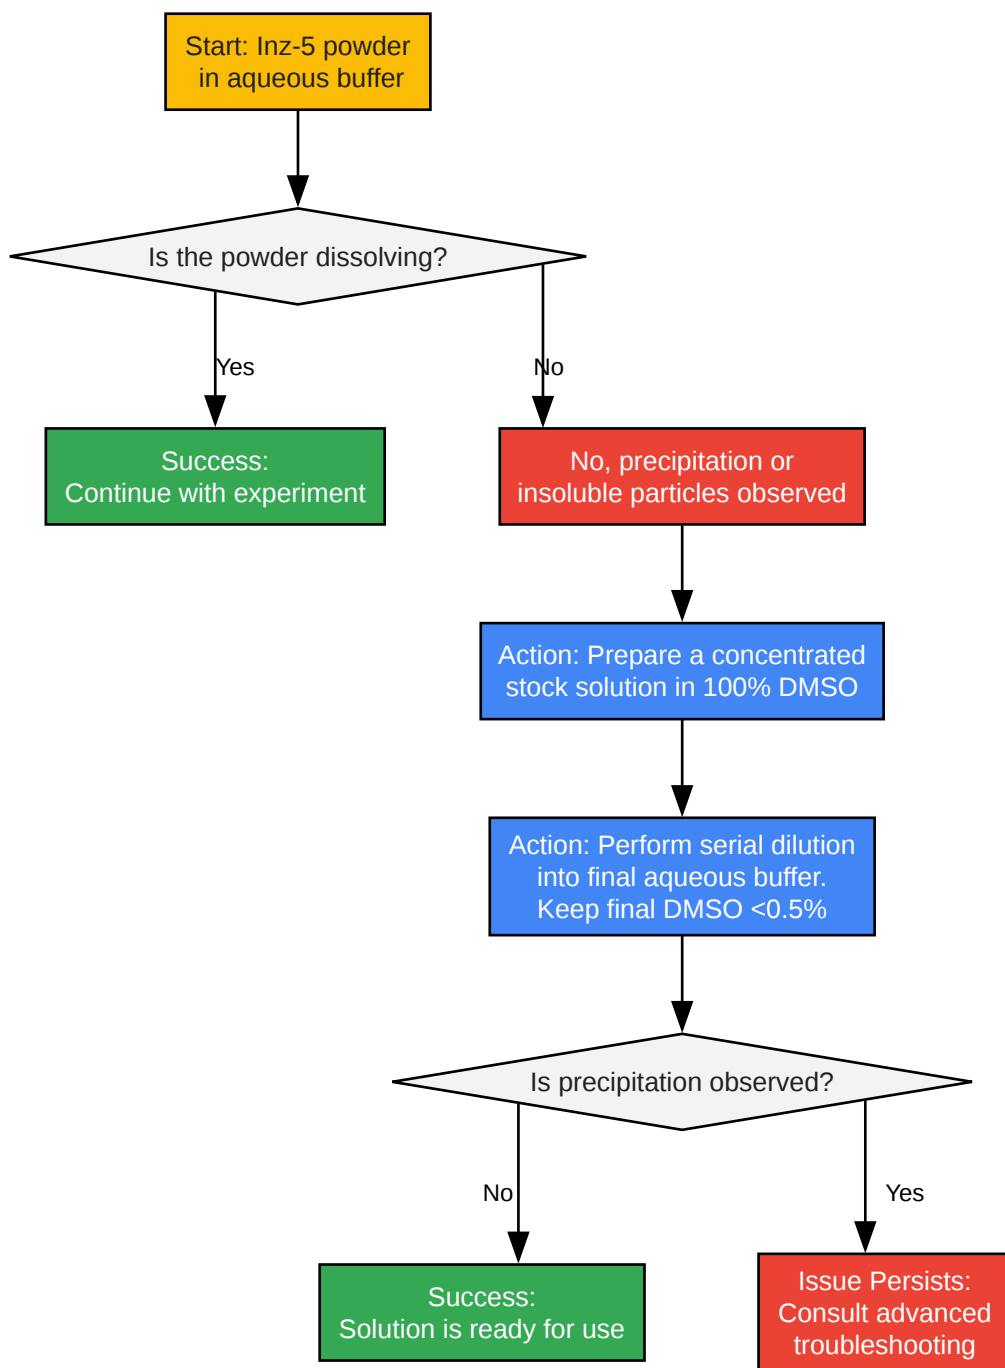 Start: Inz-5 powder
in aqueous buffer
Is the powder dissolving?
Yes
No
Success:
Continue with experiment
No, precipitation or
insoluble particles observed
Action: Prepare a concentrated
stock solution in 100% DMSO
Action: Perform serial dilution
into final aqueous buffer.
Keep final DMSO <0.5%
Is precipitation observed?
No
Yes
Success:
Solution is ready for use
Issue Persists:
Consult advanced
troubleshooting